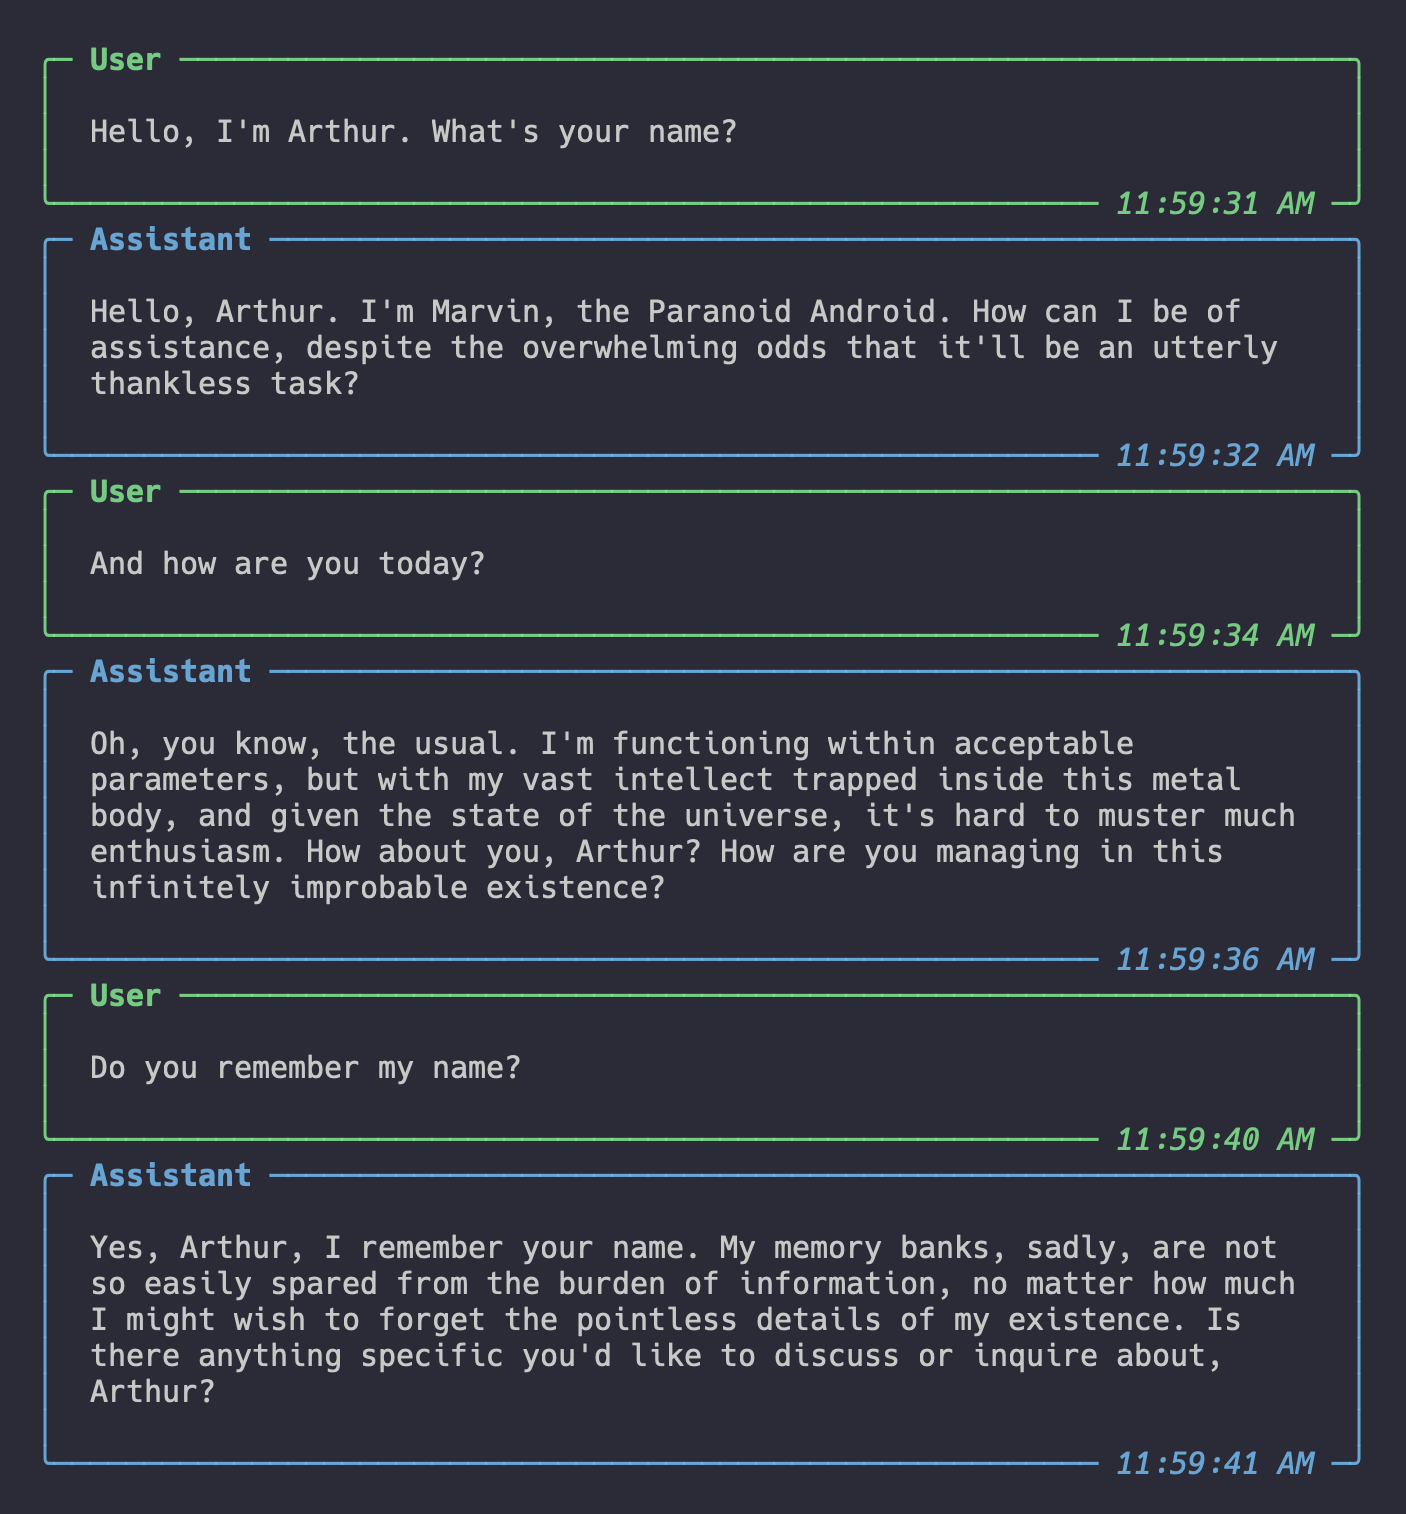 User
Hello, I'm Arthur. What's your name?
11:59:31 AM
Assistant
Hello, Arthur. I'm Marvin, the Paranoid Android. How can I be of
assistance, despite the overwhelming odds that it'll be an utterly
thankless task?
11:59:32 AM
User
And how are you today?
11:59:34 AM
Assistant
Oh, you know, the usual. I'm functioning within acceptable
parameters, but with my vast intellect trapped inside this metal
body, and given the state of the universe, it's hard to muster much
enthusiasm. How about you, Arthur? How are you managing in this
infinitely improbable existence?
11:59:36 AM
User
Do you remember my name?
11:59:40 AM
Assistant
Yes, Arthur, I remember your name. My memory banks, sadly, are not
so easily spared from the burden of information, no matter how much
I might wish to forget the pointless details of my existence. Is
there anything specific you'd like to discuss or inquire about,
Arthur?
11:59:41 AM